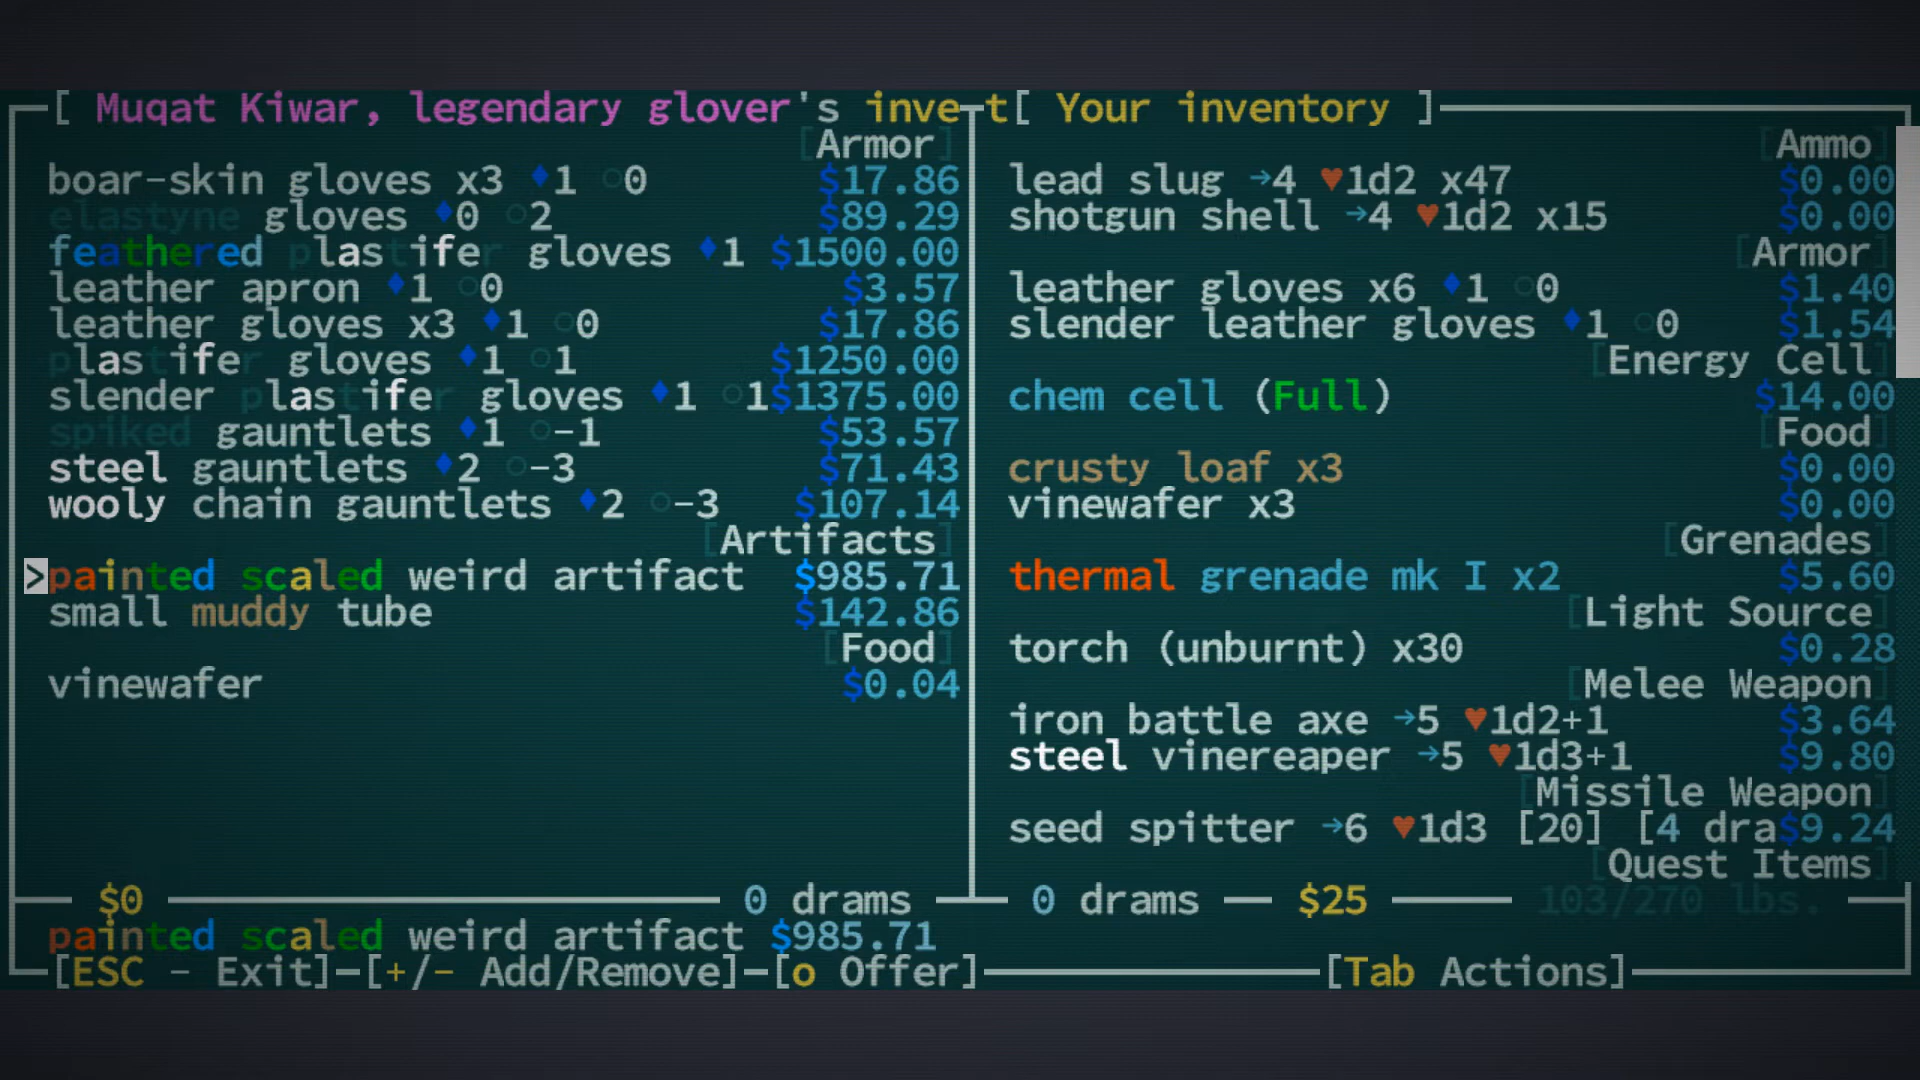 [ Muqat Kiwar, legendary glover's invet[ Your inventory ]
[Armor]
boar-skin gloves x3 ♦1 ○0 $17.86
elastyne gloves ♦0 ○2 $89.29
feathered plastifer gloves ♦1 $1500.00
leather apron ♦1 ○0 $3.57
leather gloves x3 ♦1 ○0 $17.86
plastifer gloves ♦1 ○1 $1250.00
slender plastifer gloves ♦1 ○1$1375.00
spiked gauntlets ♦1 ○-1 $53.57
steel gauntlets ♦2 ○-3 $71.43
wooly chain gauntlets ♦2 ○-3 $107.14
[Artifacts]
>painted scaled weird artifact $985.71
small muddy tube $142.86
[Food]
vinewafer $0.04
$0 0 drams
[Ammo]
lead slug →4 ♥1d2 x47 $0.00
shotgun shell →4 ♥1d2 x15 $0.00
[Armor]
leather gloves x6 ♦1 ○0 $1.40
slender leather gloves ♦1 ○0 $1.54
[Energy Cell]
chem cell (Full) $14.00
[Food]
crusty loaf x3 $0.00
vinewafer x3 $0.00
[Grenades]
thermal grenade mk I x2 $5.60
[Light Source]
torch (unburnt) x30 $0.28
[Melee Weapon]
iron battle axe →5 ♥1d2+1 $3.64
steel vinereaper →5 ♥1d3+1 $9.80
[Missile Weapon]
seed spitter →6 ♥1d3 [20] [4 dra$9.24
[Quest Items]
0 drams — $25 103/270 lbs.
painted scaled weird artifact $985.71
[ESC - Exit]—[+/- Add/Remove]—[o Offer] [Tab Actions]